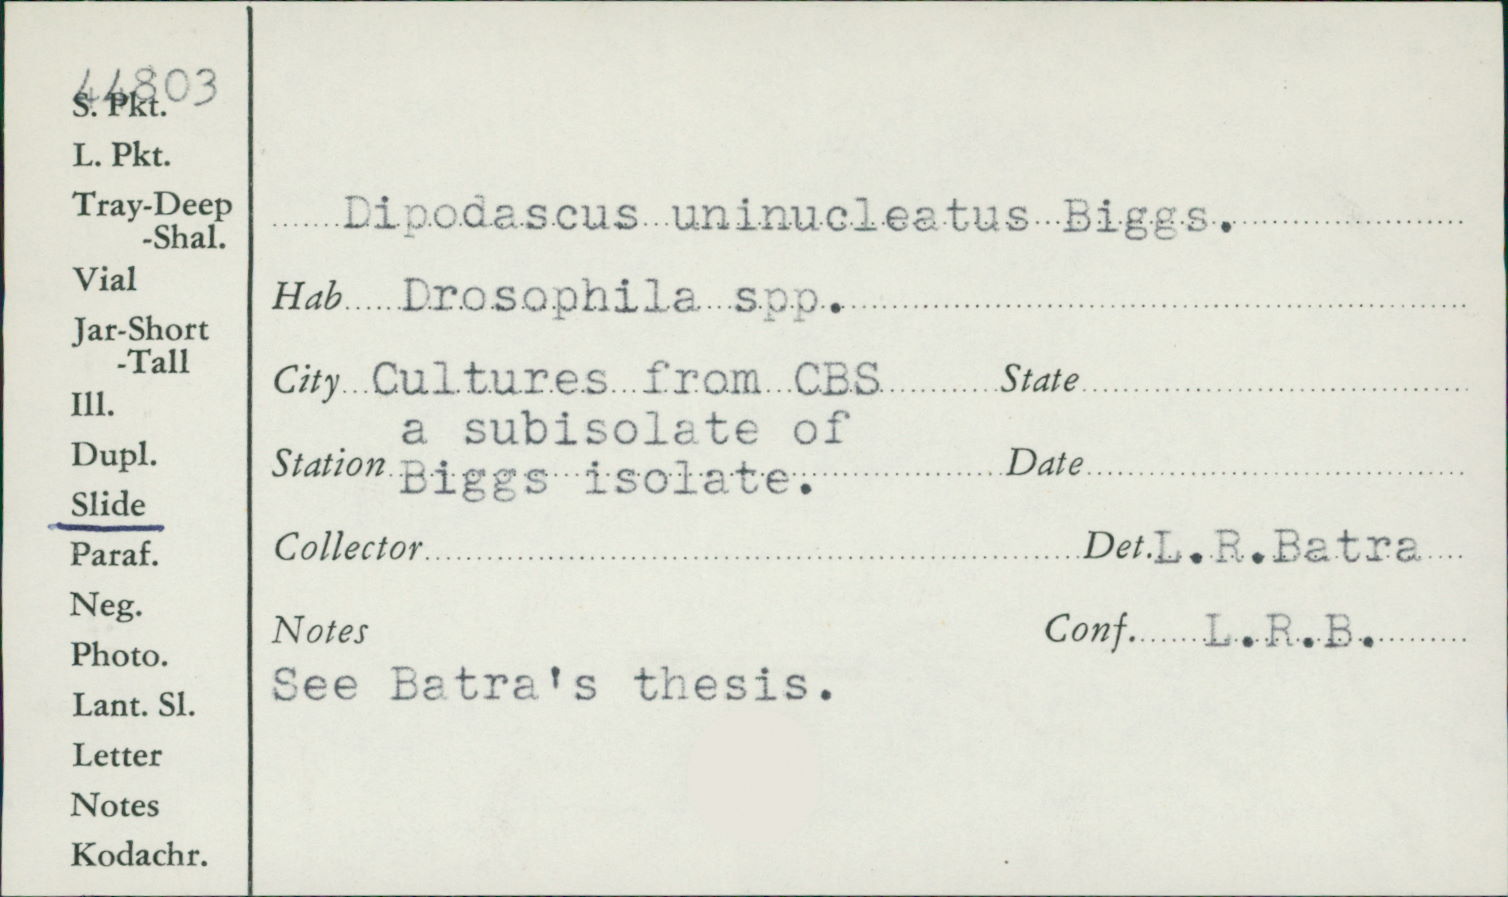 44803
S. Pkt.
L. Pkt.
Tray-Deep
-Shal.
Vial
Jar-Short
-Tall
Ill.
Dupl.
Slide
Paraf.
Neg.
Photo.
Lant. Sl.
Letter
Notes
Kodachr.
Dipodascus uninucleatus Biggs.
Hab Drosophila spp.
City Cultures from CBS State
a subisolate of
Station Biggs isolate. Date
Collector Det. L.R.Batra
Notes Conf. L.R.B.
See Batra's thesis.